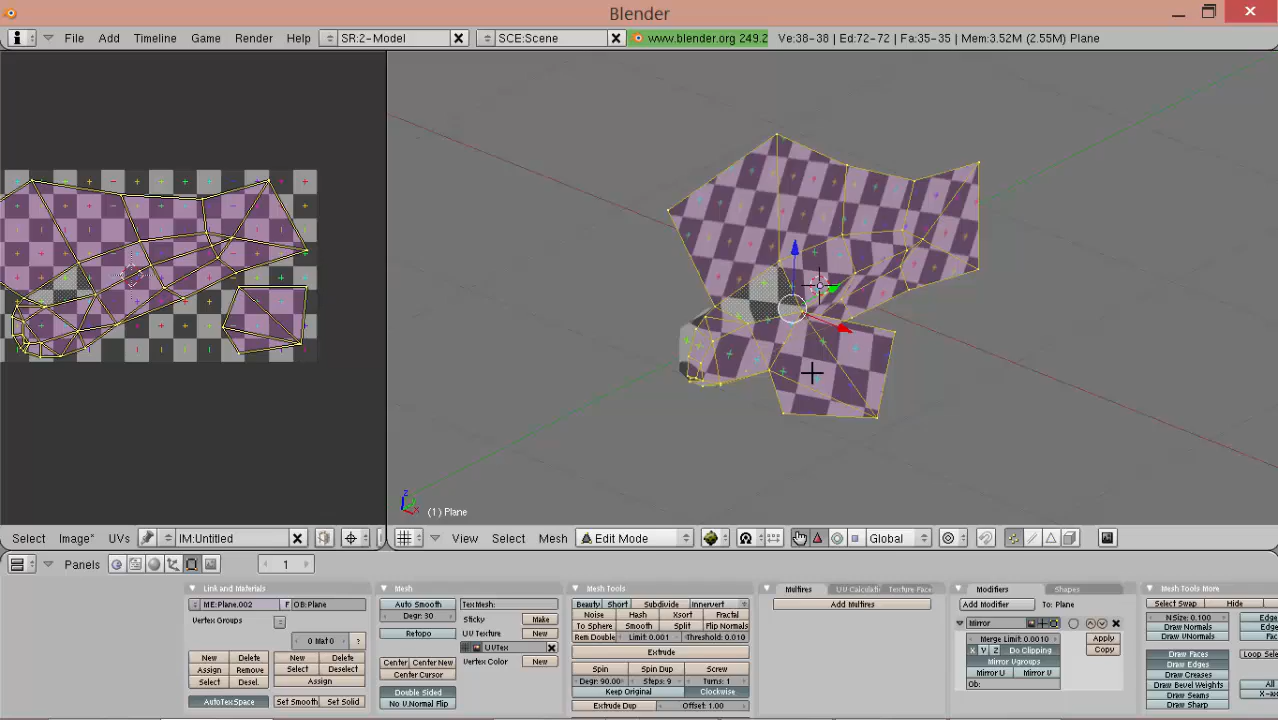 Blender
File Add Timeline Game Render Help SR:2-Model SCE:Scene www.blender.org 249.2 Ve:38-38 | Ed:72-72 | Fa:35-35 | Mem:3.52M (2.55M) Plane
z
(1) Plane
Select Image* UVs IM:Untitled View Select Mesh Edit Mode Global
Panels 1
Link and Materials Mesh Mesh Tools Multires UV Calculati Texture Face Modifiers Shapes Mesh Tools More
ME:Plane.002 F OB:Plane Auto Smooth TexMesh: Beauty Short Subdivide Innervert Add Multires Add Modifier To: Plane Select Swap Hide
Vertex Groups Degr: 30 Sticky Make Noise Hash Xsort Fractal Mirror NSize: 0.100
0 Mat 0 ? Retopo UV Texture New To Sphere Smooth Split Flip Normals Merge Limit: 0.0010 Apply Draw Normals
UVTex Rem Double Limit: 0.001 Threshold: 0.010 X Y Z Do Clipping Copy Draw VNormals
New Delete New Delete Center Center New Vertex Color New Extrude Mirror Vgroups Draw Faces
Assign Remove Select Deselect Center Cursor Spin Spin Dup Screw Mirror U Mirror V Draw Edges
Select Desel. Assign Degr: 90.00 Steps: 9 Turns: 1 Ob: Draw Creases
Double Sided Keep Original Clockwise Draw Bevel Weights
AutoTexSpace Set Smooth Set Solid No V.Normal Flip Extrude Dup Offset: 1.00 Draw Seams
Draw Sharp